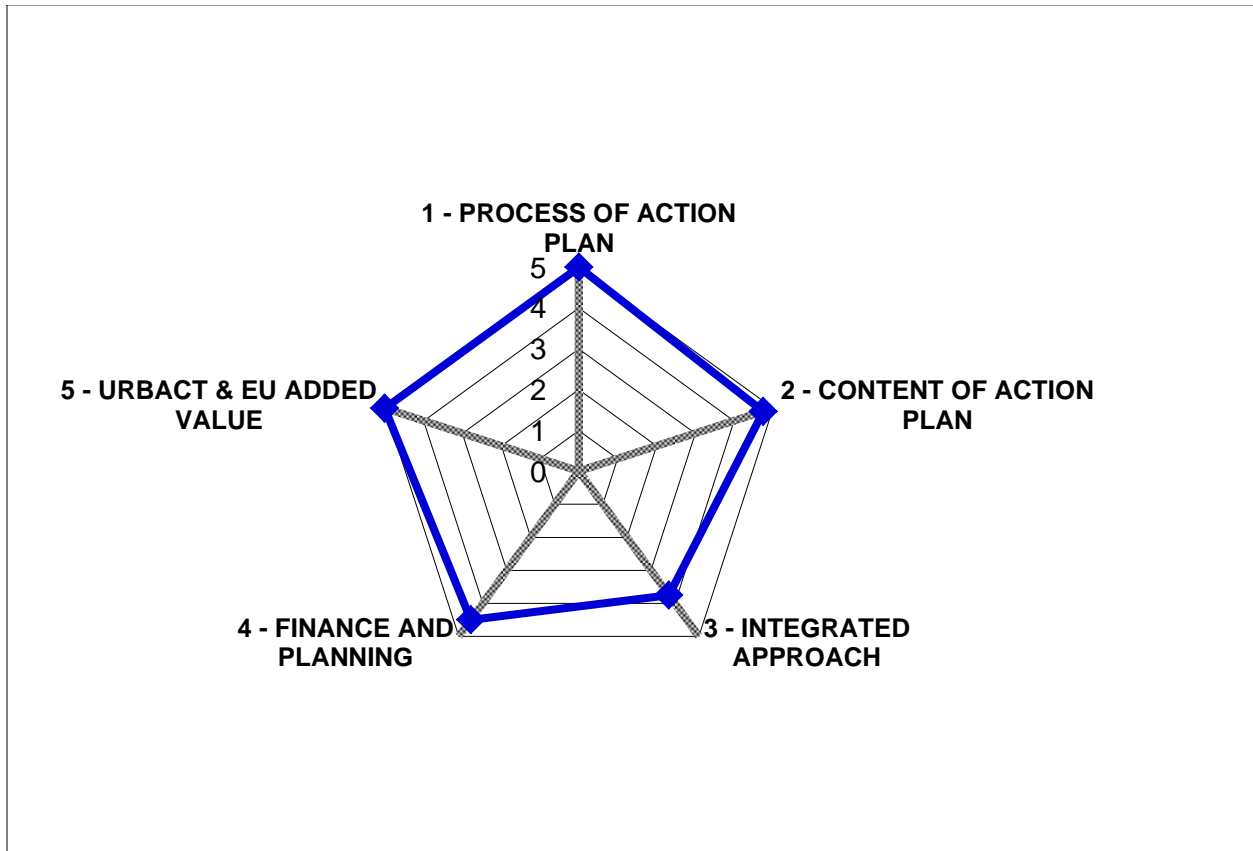 1 - PROCESS OF ACTION
PLAN
5
4
3
2
1
0
5 - URBACT & EU ADDED
VALUE
2 - CONTENT OF ACTION
PLAN
4 - FINANCE AND
PLANNING
3 - INTEGRATED
APPROACH